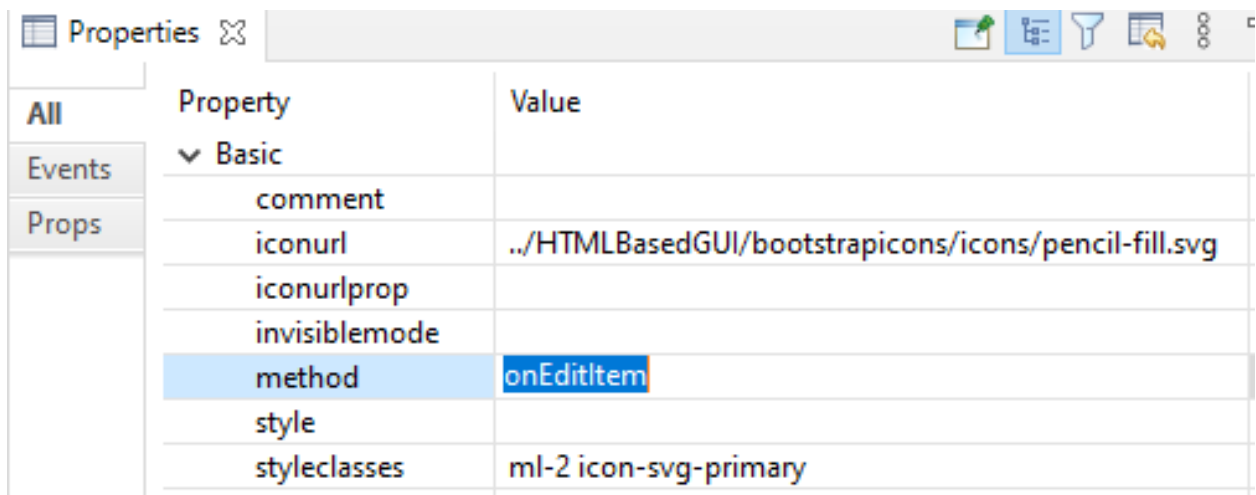 Properties
All
Events
Props
Property Value
Basic
comment
iconurl ../HTMLBasedGUI/bootstrapicons/icons/pencil-fill.svg
iconurlprop
invisiblemode
method onEditItem
style
styleclasses ml-2 icon-svg-primary